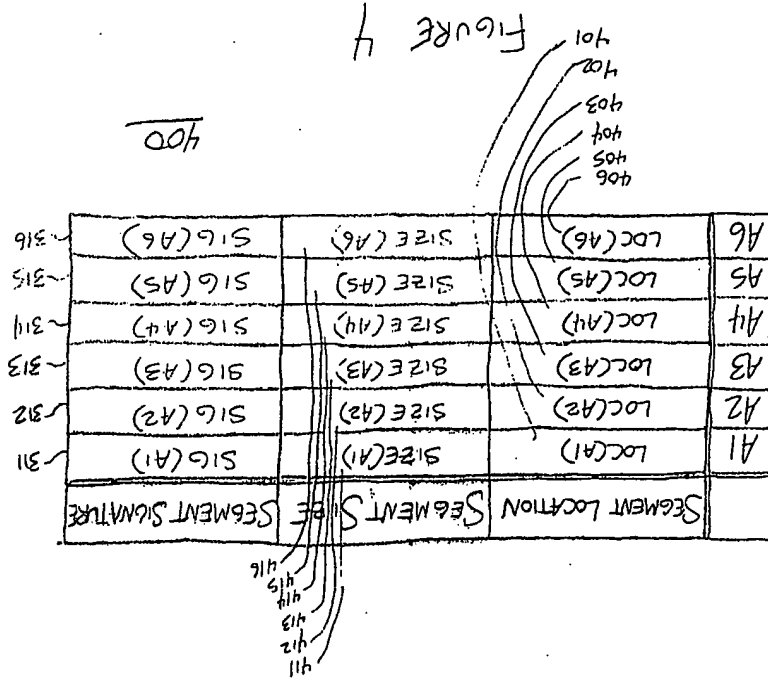 411
412
413
414
415
416
SEGMENT LOCATION SEGMENT SIZE SEGMENT SIGNATURE
A1 LOC(A1) SIZE(A1) SIG(A1) 311
A2 LOC(A2) SIZE(A2) SIG(A2) 312
A3 LOC(A3) SIZE(A3) SIG(A3) 313
A4 LOC(A4) SIZE(A4) SIG(A4) 314
A5 LOC(A5) SIZE(A5) SIG(A5) 315
A6 LOC(A6) SIZE(A6) SIG(A6) 316
406
405
404
403
402
401
400
FIGURE 4